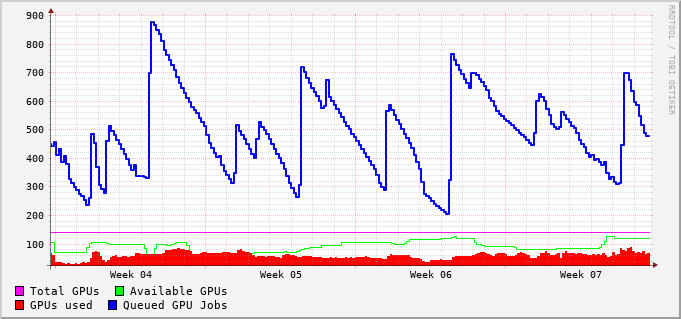 900
800
700
600
500
400
300
200
100
Week 04 Week 05 Week 06 Week 07
Total GPUs Available GPUs
GPUs used Queued GPU Jobs
RRDTOOL / TOBI OETIKER